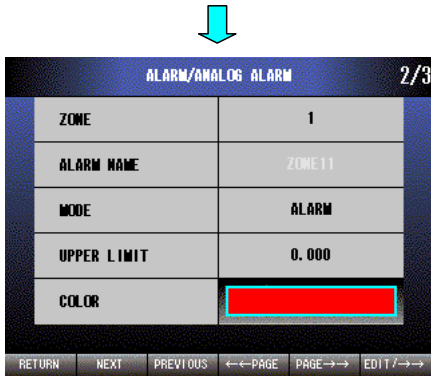 ALARM/ANALOG ALARM 2/3
ZONE 1
ALARM NAME ZONE11
MODE ALARM
UPPER LIMIT 0.000
COLOR
RETURN NEXT PREVIOUS ←←PAGE PAGE→→ EDIT/→→